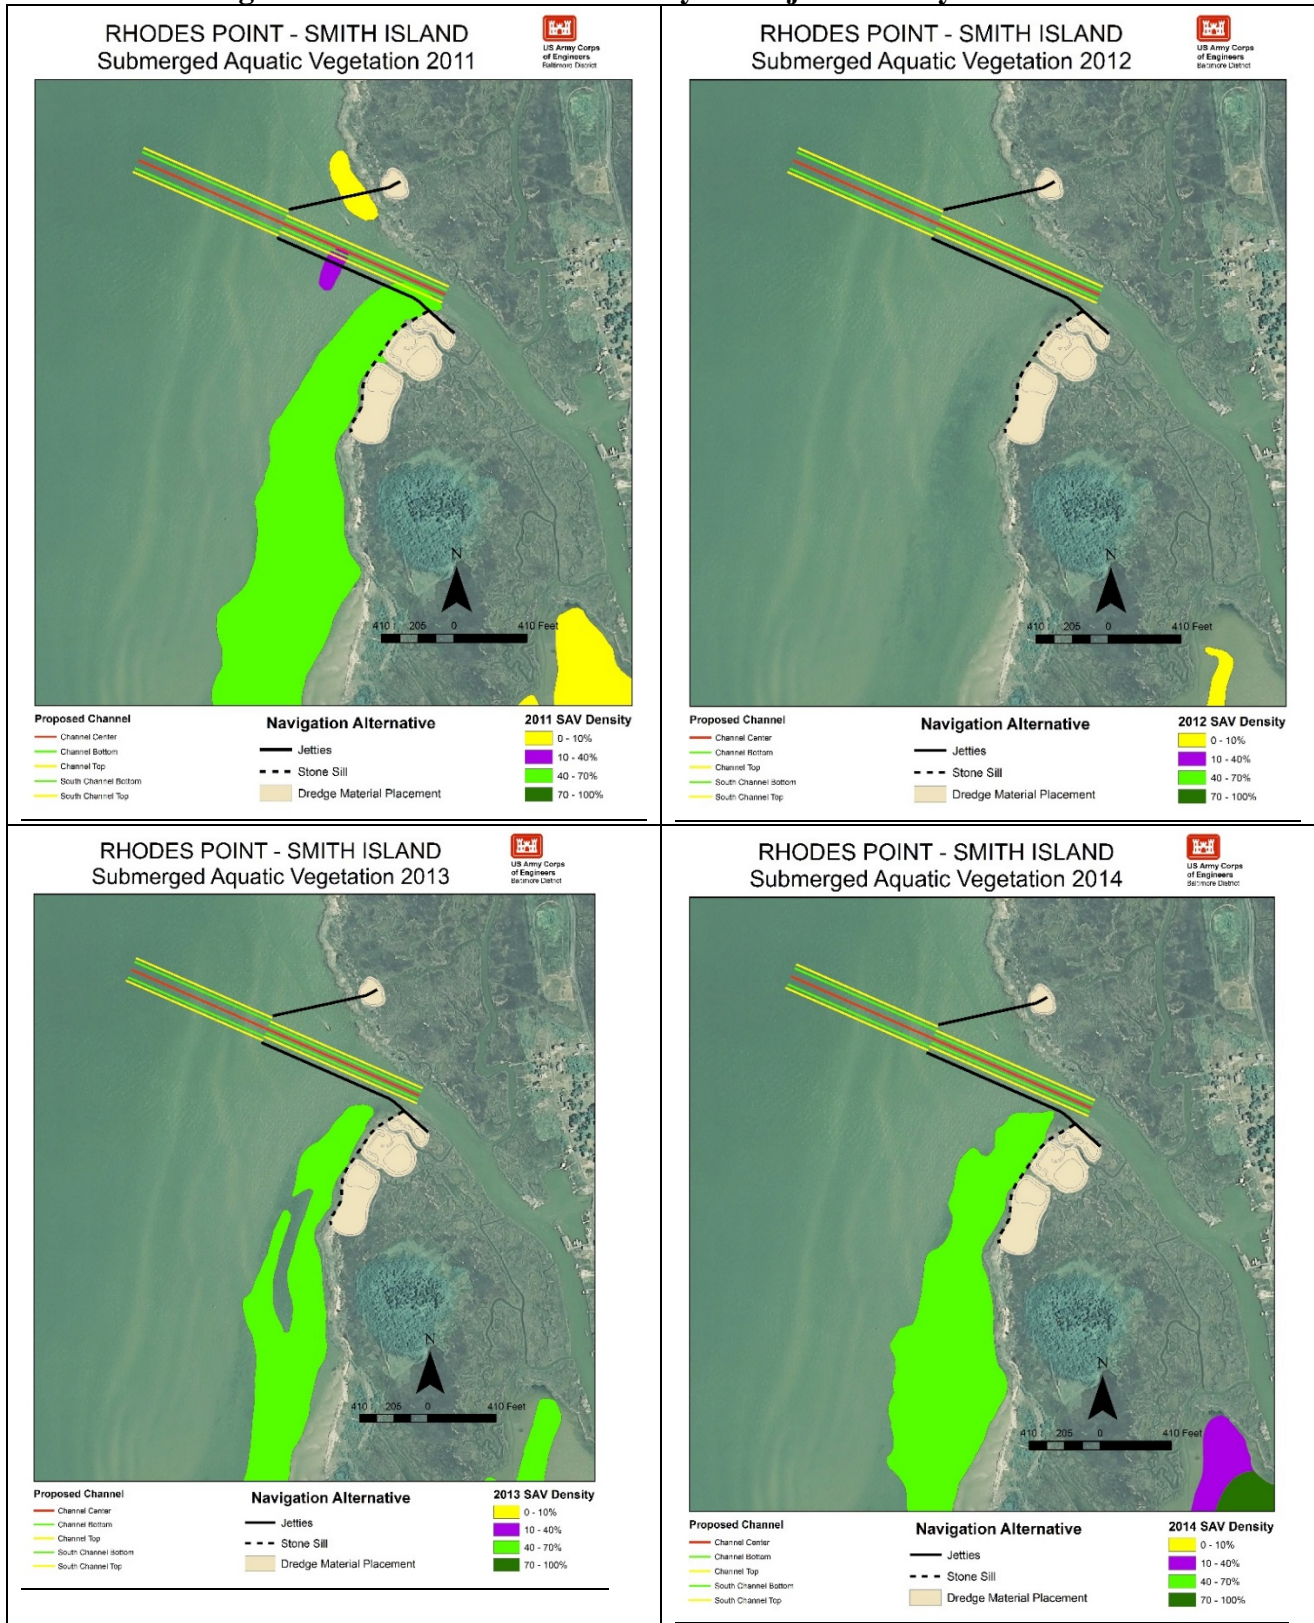 RHODES POINT - SMITH ISLAND
Submerged Aquatic Vegetation 2011
US Army Corps
of Engineers
Baltimore District
N
410 205 0 410 Feet
Proposed Channel
Channel Center
Channel Bottom
Channel Top
South Channel Bottom
South Channel Top
Navigation Alternative
Jetties
Stone Sill
Dredge Material Placement
2011 SAV Density
0 - 10%
10 - 40%
40 - 70%
70 - 100%
RHODES POINT - SMITH ISLAND
Submerged Aquatic Vegetation 2012
US Army Corps
of Engineers
Baltimore District
N
410 205 0 410 Feet
Proposed Channel
Channel Center
Channel Bottom
Channel Top
South Channel Bottom
South Channel Top
Navigation Alternative
Jetties
Stone Sill
Dredge Material Placement
2012 SAV Density
0 - 10%
10 - 40%
40 - 70%
70 - 100%
RHODES POINT - SMITH ISLAND
Submerged Aquatic Vegetation 2013
US Army Corps
of Engineers
Baltimore District
N
410 205 0 410 Feet
Proposed Channel
Channel Center
Channel Bottom
Channel Top
South Channel Bottom
South Channel Top
Navigation Alternative
Jetties
Stone Sill
Dredge Material Placement
2013 SAV Density
0 - 10%
10 - 40%
40 - 70%
70 - 100%
RHODES POINT - SMITH ISLAND
Submerged Aquatic Vegetation 2014
US Army Corps
of Engineers
Baltimore District
N
410 205 0 410 Feet
Proposed Channel
Channel Center
Channel Bottom
Channel Top
South Channel Bottom
South Channel Top
Navigation Alternative
Jetties
Stone Sill
Dredge Material Placement
2014 SAV Density
0 - 10%
10 - 40%
40 - 70%
70 - 100%